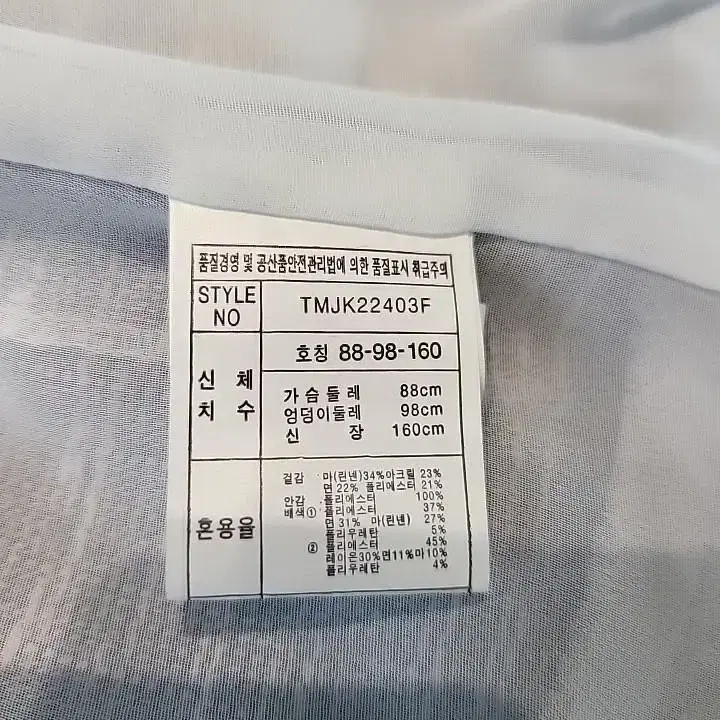 품질경영 및 공산품안전관리법에 의한 품질표시 취급주의
STYLE NO TMJK22403F
호칭 88-98-160
신체 치수
가슴둘레 88cm
엉덩이둘레 98cm
신장 160cm
혼용율
겉감 : 마(린넨)34%아크릴 23%
면 22% 폴리에스터 21%
안감 : 폴리에스터 100%
배색① : 폴리에스터 37%
면 31% 마(린넨) 27%
폴리우레탄 5%
② 폴리에스터 45%
레이온30%면11%마10%
폴리우레탄 4%